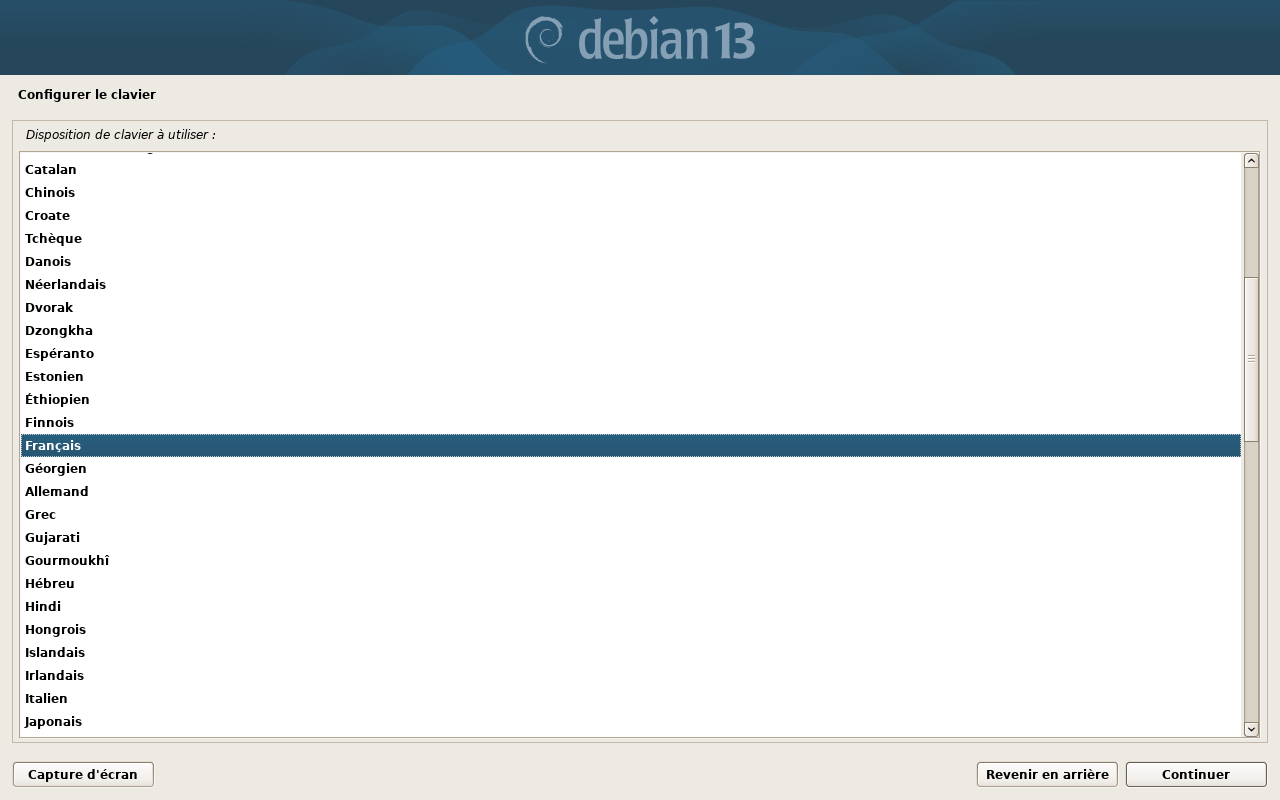 debian 13
Configurer le clavier
Disposition de clavier à utiliser :
Catalan
Chinois
Croate
Tchèque
Danois
Néerlandais
Dvorak
Dzongkha
Espéranto
Estonien
Éthiopien
Finnois
Français
Géorgien
Allemand
Grec
Gujarati
Gourmoukhî
Hébreu
Hindi
Hongrois
Islandais
Irlandais
Italien
Japonais
Capture d'écran
Revenir en arrière
Continuer